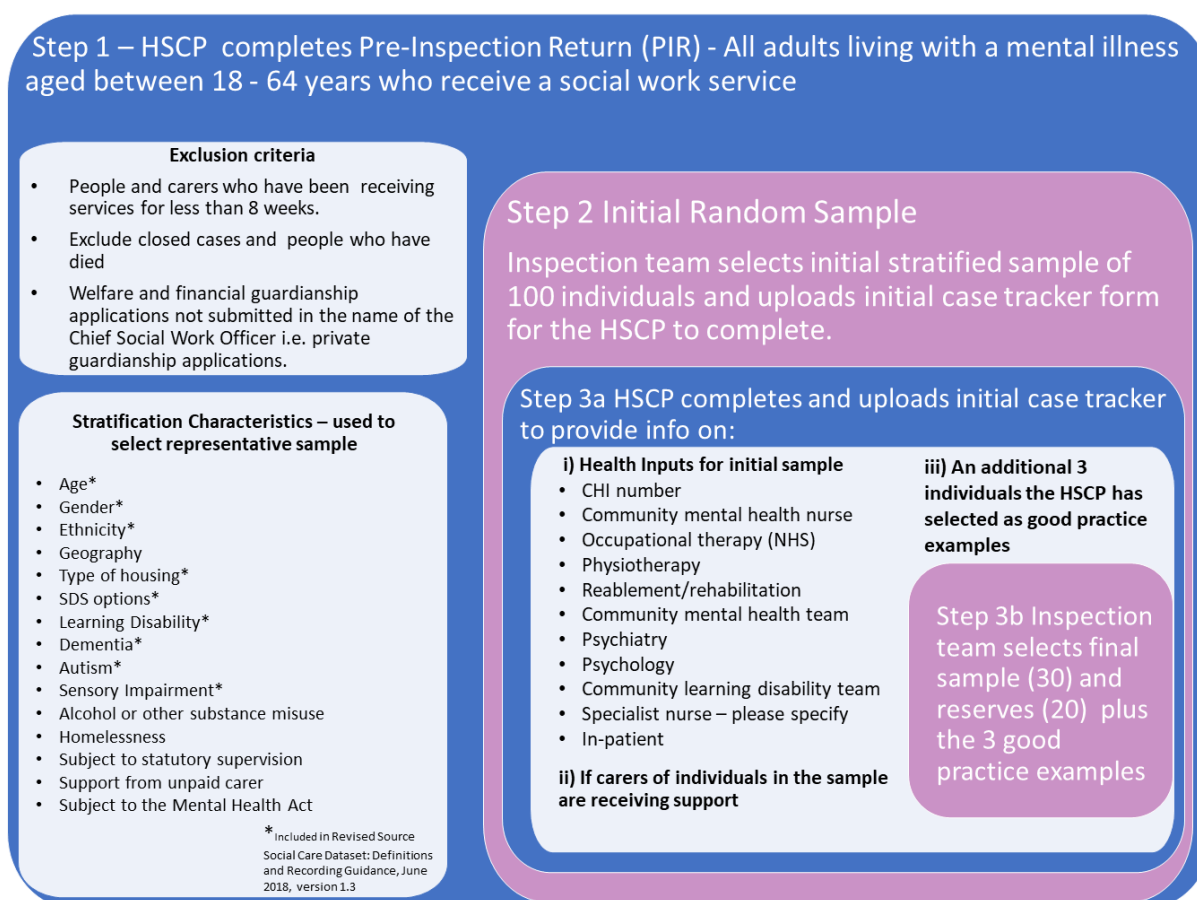 Step 1 – HSCP  completes Pre-Inspection Return (PIR) - All adults living with a mental illness
aged between 18 - 64 years who receive a social work service
Exclusion criteria
• People and carers who have been  receiving
services for less than 8 weeks.
• Exclude closed cases and  people who have
died
• Welfare and financial guardianship
applications not submitted in the name of the
Chief Social Work Officer i.e. private
guardianship applications.
Stratification Characteristics – used to
select representative sample
• Age*
• Gender*
• Ethnicity*
• Geography
• Type of housing*
• SDS options*
• Learning Disability*
• Dementia*
• Autism*
• Sensory Impairment*
• Alcohol or other substance misuse
• Homelessness
• Subject to statutory supervision
• Support from unpaid carer
• Subject to the Mental Health Act
*Included in Revised Source
Social Care Dataset: Definitions
and Recording Guidance, June
2018, version 1.3
Step 2 Initial Random Sample
Inspection team selects initial stratified sample of
100 individuals and uploads initial case tracker form
for the HSCP to complete.
Step 3a HSCP completes and uploads initial case tracker
to provide info on:
i) Health Inputs for initial sample
• CHI number
• Community mental health nurse
• Occupational therapy (NHS)
• Physiotherapy
• Reablement/rehabilitation
• Community mental health team
• Psychiatry
• Psychology
• Community learning disability team
• Specialist nurse – please specify
• In-patient
ii) If carers of individuals in the sample
are receiving support
iii) An additional 3
individuals the HSCP has
selected as good practice
examples
Step 3b Inspection
team selects final
sample (30) and
reserves (20)  plus
the 3 good
practice examples